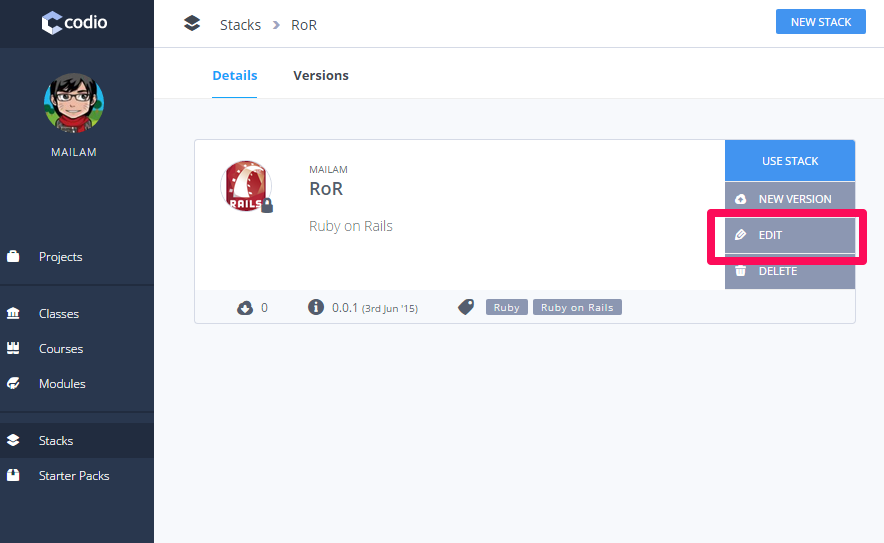 codio
MAILAM
Projects
Classes
Courses
Modules
Stacks
Starter Packs
Stacks > RoR
NEW STACK
Details Versions
RAILS
MAILAM
RoR
Ruby on Rails
USE STACK
NEW VERSION
EDIT
DELETE
0 0.0.1 (3rd Jun '15) Ruby Ruby on Rails